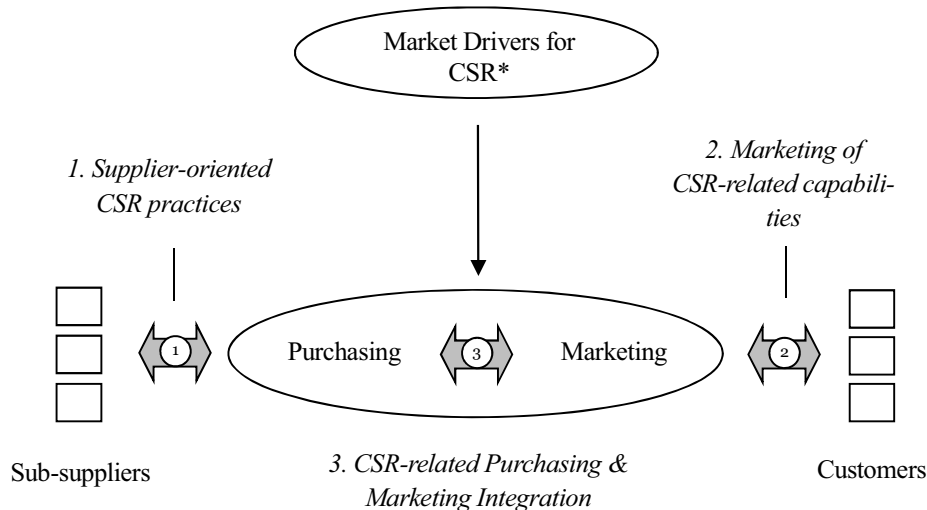 Market Drivers for
CSR*
1. Supplier-oriented
CSR practices
2. Marketing of
CSR-related capabili-
ties
1
Purchasing
3
Marketing
2
Sub-suppliers
3. CSR-related Purchasing &
Marketing Integration
Customers